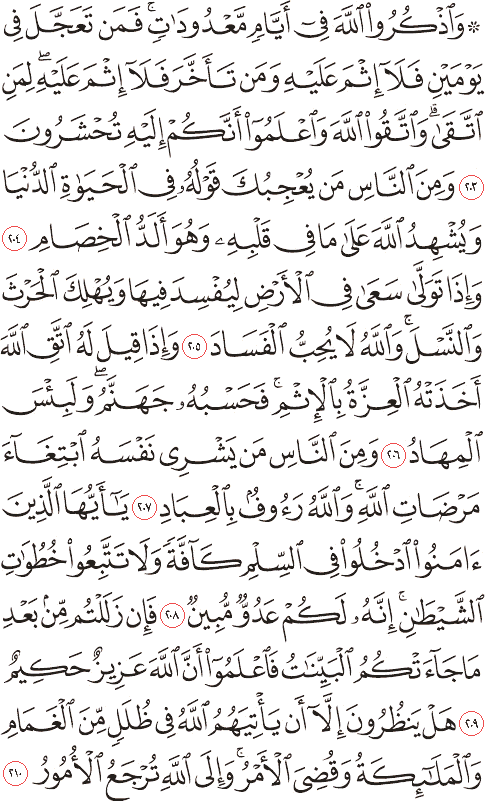 ۞ وَٱذۡكُرُواْ ٱللَّهَ فِيٓ أَيَّامٖ مَّعۡدُودَٰتٖۚ فَمَن تَعَجَّلَ فِي
يَوۡمَيۡنِ فَلَآ إِثۡمَ عَلَيۡهِ وَمَن تَأَخَّرَ فَلَآ إِثۡمَ عَلَيۡهِۖ لِمَنِ
ٱتَّقَىٰۗ وَٱتَّقُواْ ٱللَّهَ وَٱعۡلَمُوٓاْ أَنَّكُمۡ إِلَيۡهِ تُحۡشَرُونَ
٢٠٣ وَمِنَ ٱلنَّاسِ مَن يُعۡجِبُكَ قَوۡلُهُۥ فِي ٱلۡحَيَوٰةِ ٱلدُّنۡيَا
وَيُشۡهِدُ ٱللَّهَ عَلَىٰ مَا فِي قَلۡبِهِۦ وَهُوَ أَلَدُّ ٱلۡخِصَامِ ٢٠٤
وَإِذَا تَوَلَّىٰ سَعَىٰ فِي ٱلۡأَرۡضِ لِيُفۡسِدَ فِيهَا وَيُهۡلِكَ ٱلۡحَرۡثَ
وَٱلنَّسۡلَۚ وَٱللَّهُ لَا يُحِبُّ ٱلۡفَسَادَ ٢٠٥ وَإِذَا قِيلَ لَهُ ٱتَّقِ ٱللَّهَ
أَخَذَتۡهُ ٱلۡعِزَّةُ بِٱلۡإِثۡمِۚ فَحَسۡبُهُۥ جَهَنَّمُۖ وَلَبِئۡسَ
ٱلۡمِهَادُ ٢٠٦ وَمِنَ ٱلنَّاسِ مَن يَشۡرِي نَفۡسَهُ ٱبۡتِغَآءَ
مَرۡضَاتِ ٱللَّهِۚ وَٱللَّهُ رَءُوفُۢ بِٱلۡعِبَادِ ٢٠٧ يَٰٓأَيُّهَا ٱلَّذِينَ
ءَامَنُواْ ٱدۡخُلُواْ فِي ٱلسِّلۡمِ كَآفَّةٗ وَلَا تَتَّبِعُواْ خُطُوَٰتِ
ٱلشَّيۡطَٰنِۚ إِنَّهُۥ لَكُمۡ عَدُوّٞ مُّبِينٞ ٢٠٨ فَإِن زَلَلۡتُم مِّنۢ بَعۡدِ
مَا جَآءَتۡكُمُ ٱلۡبَيِّنَٰتُ فَٱعۡلَمُوٓاْ أَنَّ ٱللَّهَ عَزِيزٌ حَكِيمٌ
٢٠٩ هَلۡ يَنظُرُونَ إِلَّآ أَن يَأۡتِيَهُمُ ٱللَّهُ فِي ظُلَلٖ مِّنَ ٱلۡغَمَامِ
وَٱلۡمَلَٰٓئِكَةُ وَقُضِيَ ٱلۡأَمۡرُۚ وَإِلَى ٱللَّهِ تُرۡجَعُ ٱلۡأُمُورُ ٢١٠